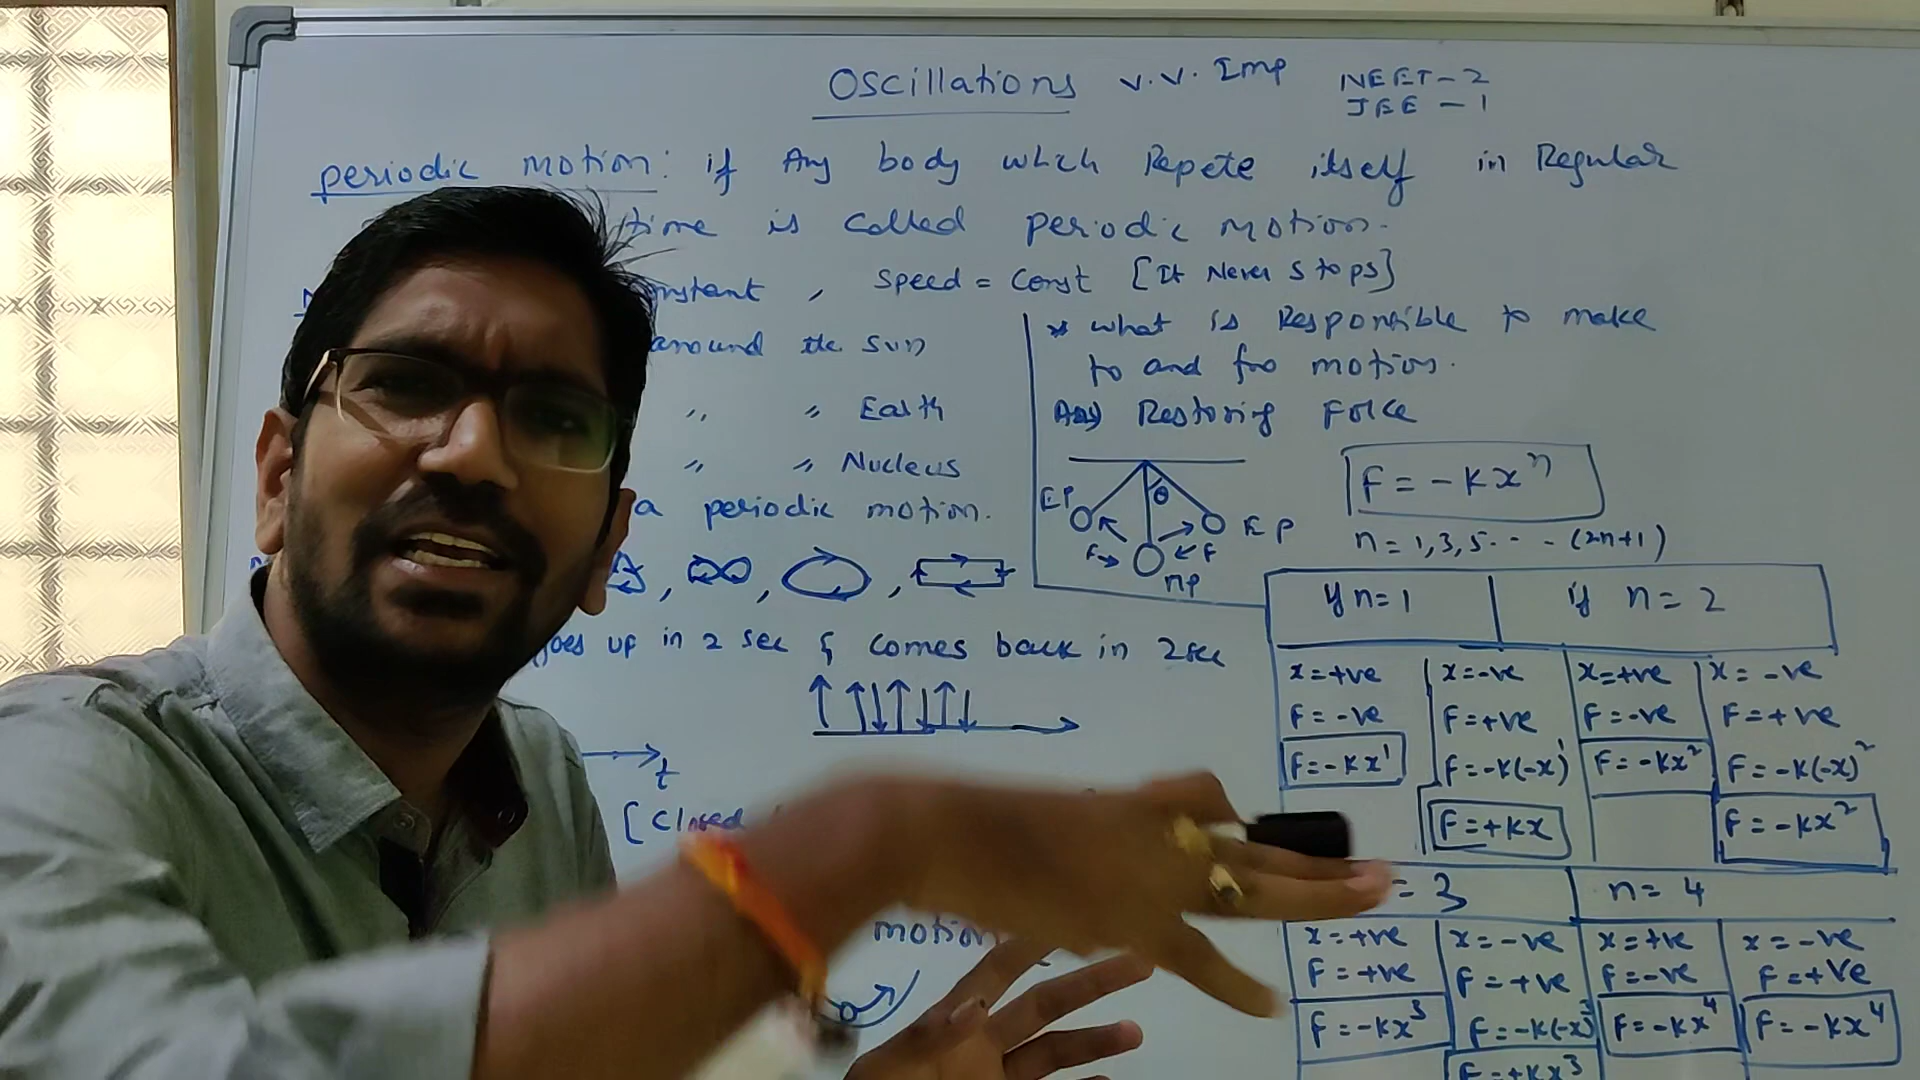 Oscillations v.v. Imp
NEET-2
JEE-1
periodic motion: if Any body which Repete itself in Regular
time is called periodic motion.
nstant, Speed = Const [It Never stops]
around the sun
" " Earth
" " Nucleus
a periodic motion.
goes up in 2 sec & comes back in 2sec
t
[Closed
motion
* what is Responsible to make
to and fro motion.
Ans) Restoring Force
θ
EP
EP
F
F
MP
F = -kx^n
n = 1, 3, 5 - - - - (2n+1)
if n=1
if n=2
x=+ve
F=-ve
F=-kx^1
x=-ve
F=+ve
F=-k(-x)^1
F=+kx
x=+ve
F=-ve
F=-kx^2
x=-ve
F=+ve
F=-k(-x)^2
F=-kx^2
=3
n=4
x=+ve
F=+ve
F=-kx^3
x=-ve
F=+ve
F=-k(-x)^3
F=+kx^3
x=+ve
F=-ve
F=-kx^4
x=-ve
F=+ve
F=-kx^4